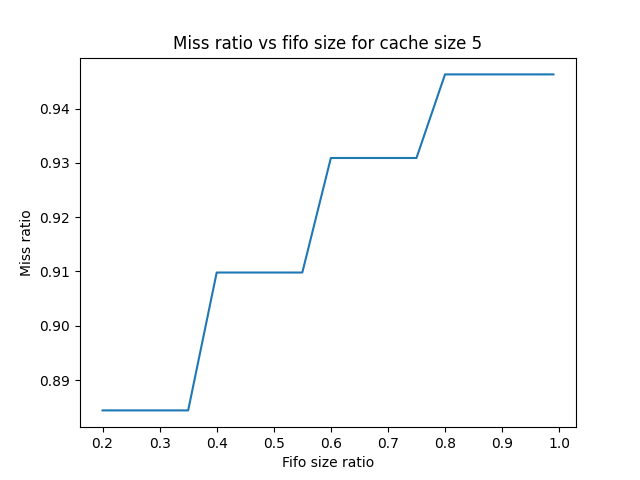 Miss ratio vs fifo size for cache size 5
0.94
0.93
0.92
0.91
0.90
0.89
Miss ratio
0.2 0.3 0.4 0.5 0.6 0.7 0.8 0.9 1.0
Fifo size ratio